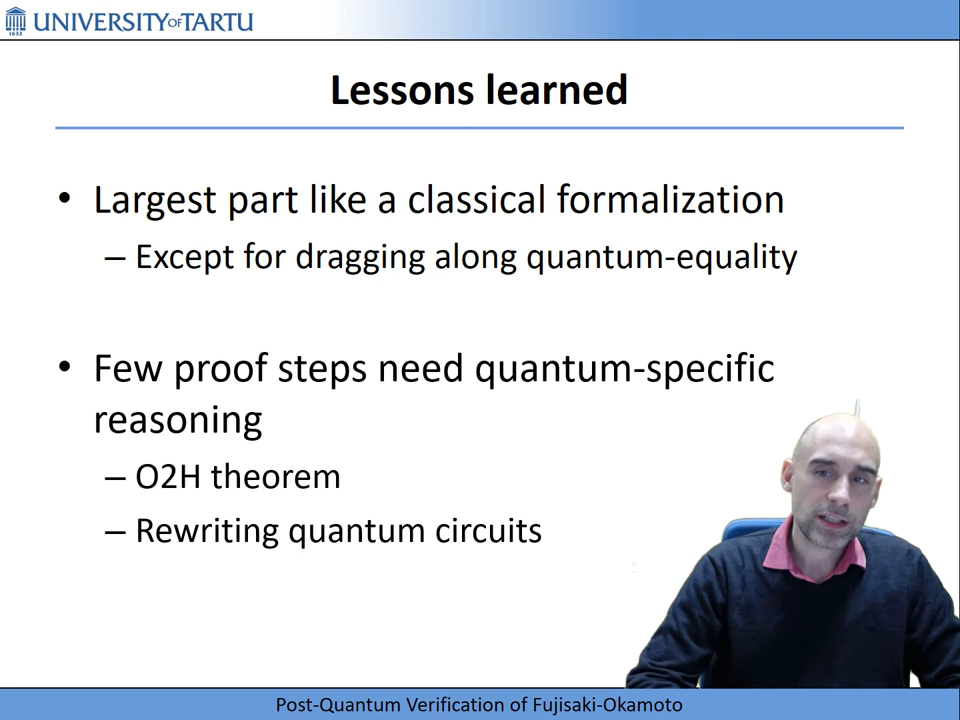 1632
UNIVERSITY OF TARTU
Lessons learned
• Largest part like a classical formalization
– Except for dragging along quantum-equality
• Few proof steps need quantum-specific
reasoning
– O2H theorem
– Rewriting quantum circuits
Post-Quantum Verification of Fujisaki-Okamoto